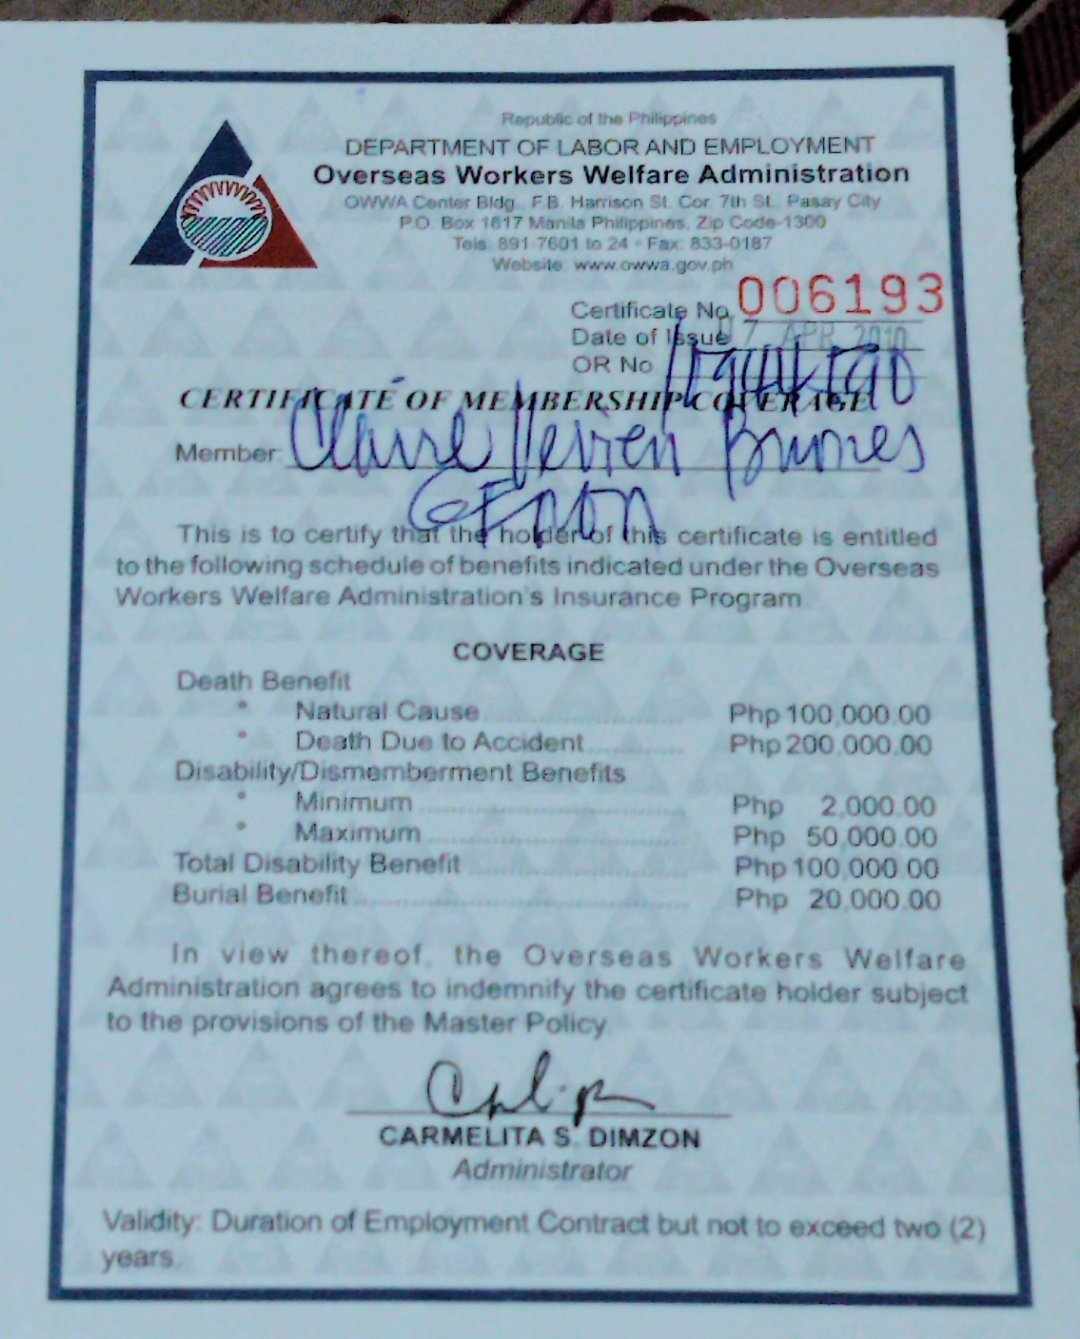 Republic of the Philippines
DEPARTMENT OF LABOR AND EMPLOYMENT
Overseas Workers Welfare Administration
OWWA Center Bldg., F.B. Harrison St. Cor. 7th St., Pasay City
P.O. Box 1617 Manila Philippines, Zip Code-1300
Tels. 891-7601 to 24 • Fax: 833-0187
Website: www.owwa.gov.ph
Certificate No. 006193
Date of Issue 07 APR 2010
OR No
CERTIFICATE OF MEMBERSHIP COVERAGE
Member: Claire
This is to certify that the holder of this certificate is entitled
to the following schedule of benefits indicated under the Overseas
Workers Welfare Administration's Insurance Program.
COVERAGE
Death Benefit
* Natural Cause Php 100,000.00
* Death Due to Accident Php 200,000.00
Disability/Dismemberment Benefits
* Minimum Php 2,000.00
* Maximum Php 50,000.00
Total Disability Benefit Php 100,000.00
Burial Benefit Php 20,000.00
In view thereof, the Overseas Workers Welfare
Administration agrees to indemnify the certificate holder subject
to the provisions of the Master Policy.
CARMELITA S. DIMZON
Administrator
Validity: Duration of Employment Contract but not to exceed two (2)
years.